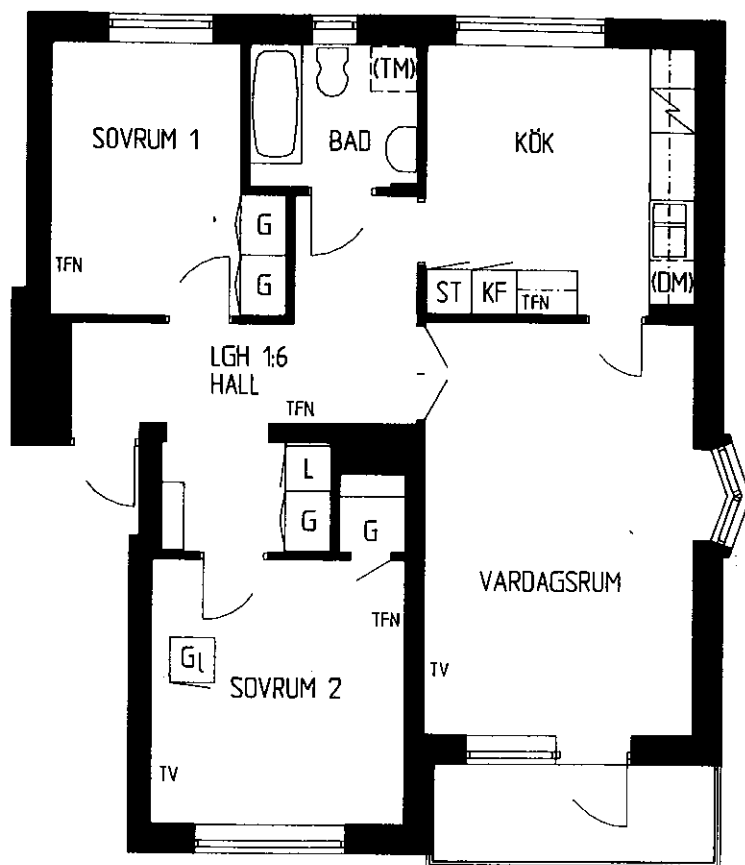 (TM)
SOVRUM 1
BAD
KÖK
G
TFN
G
ST
KF
TFN
(DM)
LGH 1:6
HALL
TFN
L
G
G
VARDAGSRUM
TFN
GL
SOVRUM 2
TV
TV